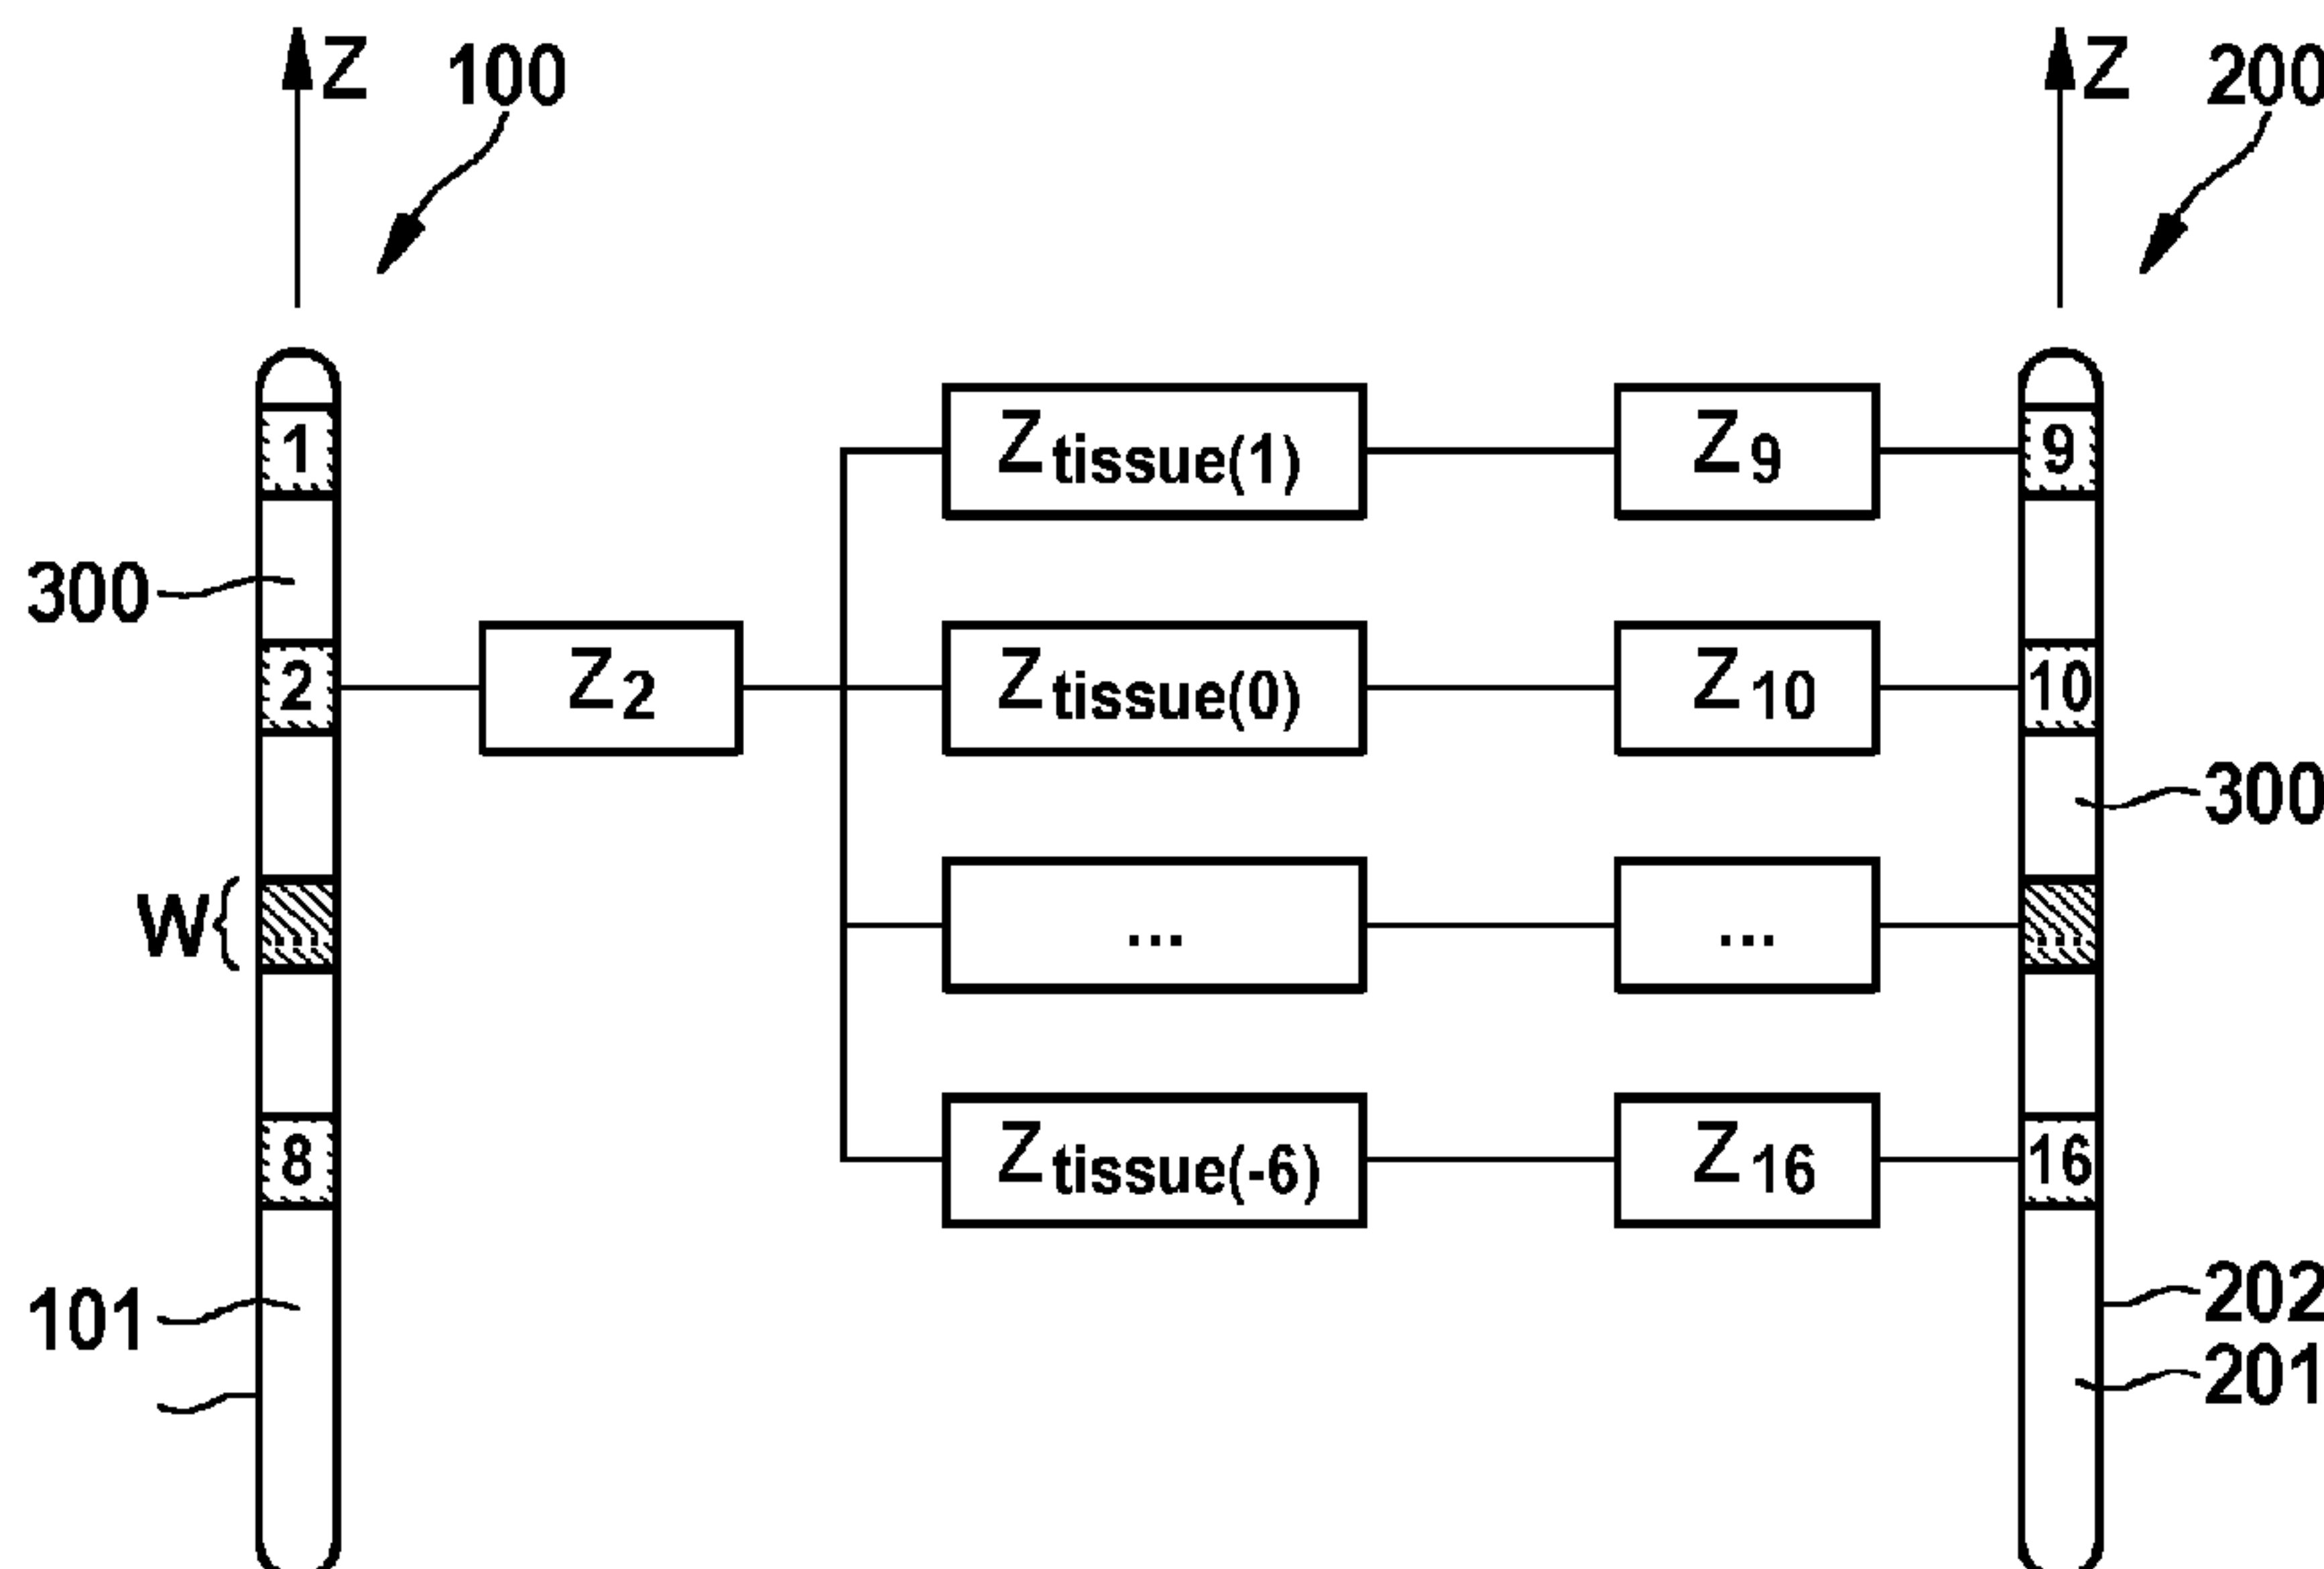 Z 100 Z 200
1 Ztissue(1) Z9 9
300
2 Z2 Ztissue(0) Z10 10
300
W{ ... ... ... ...
8 Ztissue(-6) Z16 16
101 202
201